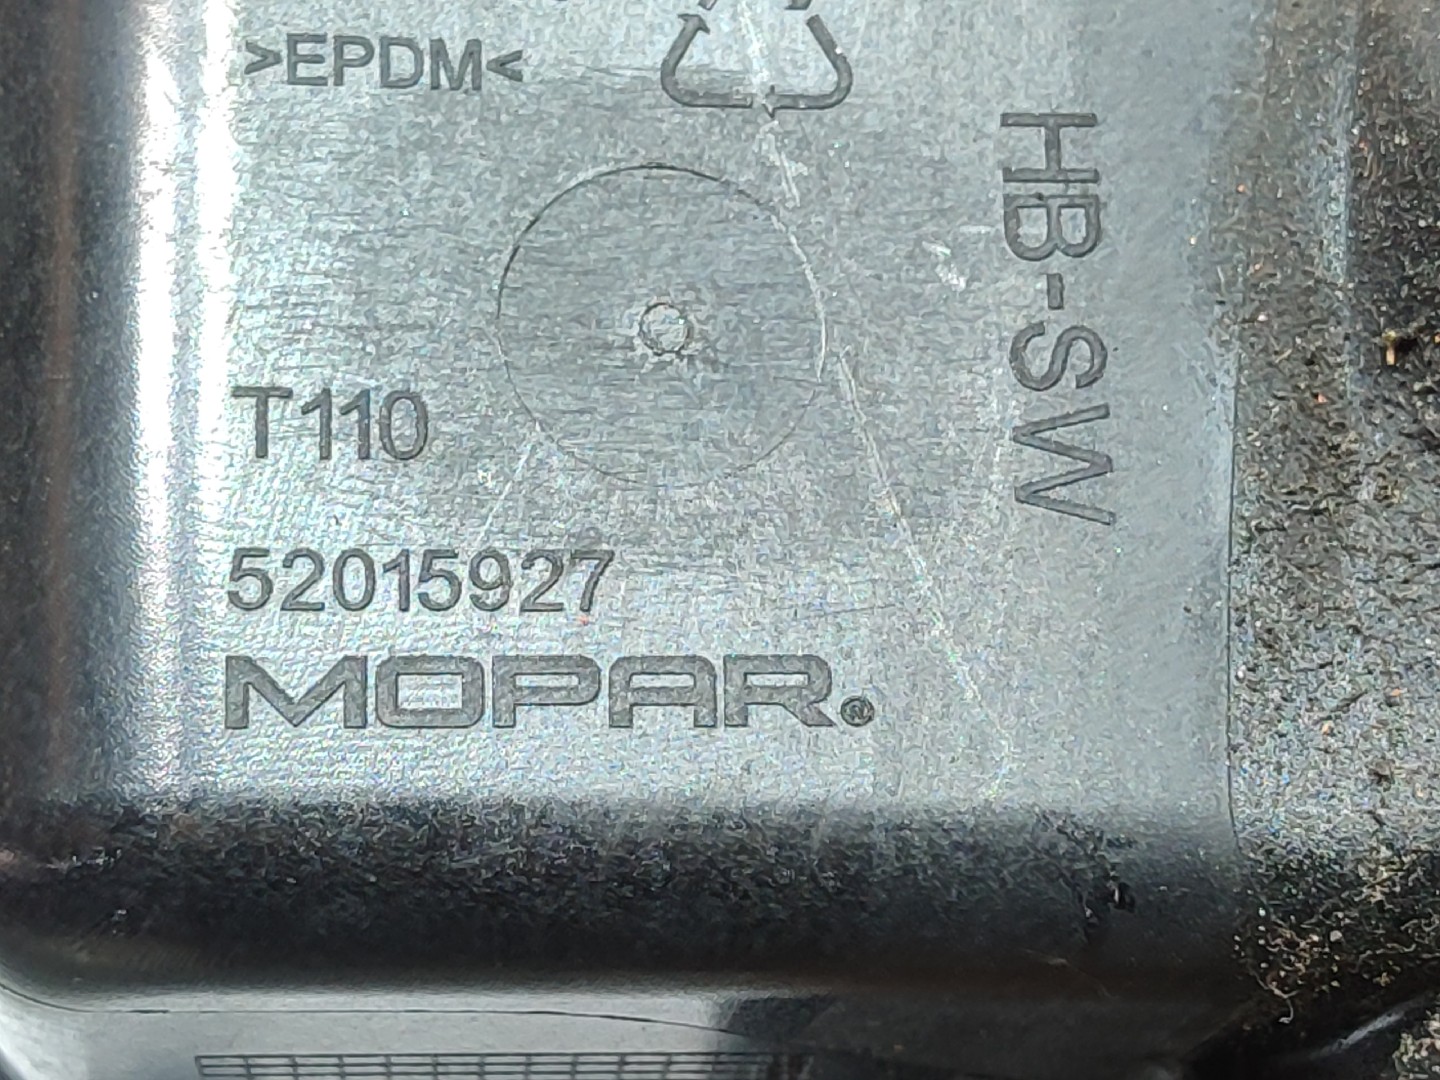 >EPDM<
HB-SW
T110
52015927
MOPAR®